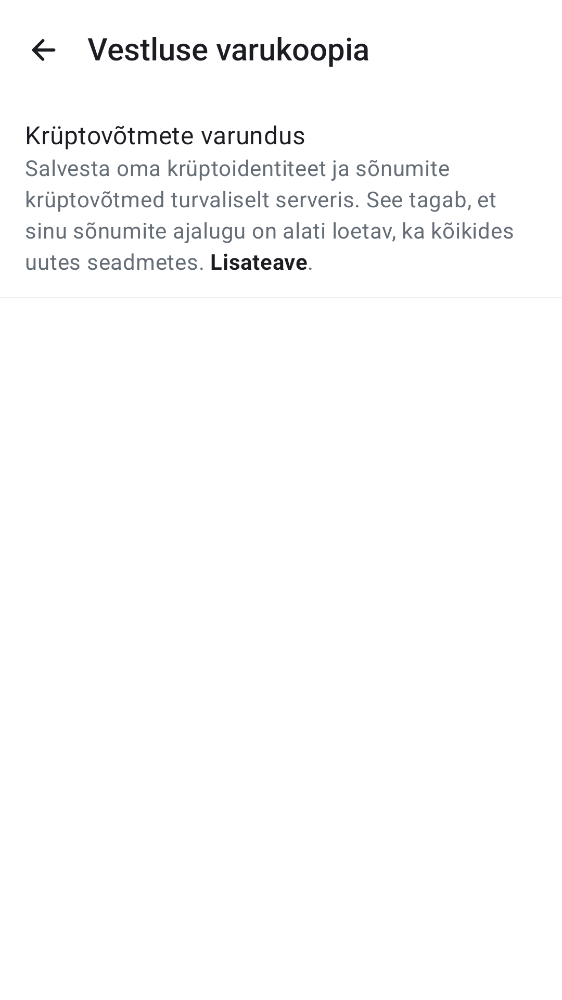 Vestluse varukoopia
Krüptovõtmete varundus
Salvesta oma krüptoidentiteet ja sõnumite
krüptovõtmed turvaliselt serveris. See tagab, et
sinu sõnumite ajalugu on alati loetav, ka kõikides
uutes seadmetes. Lisateave.